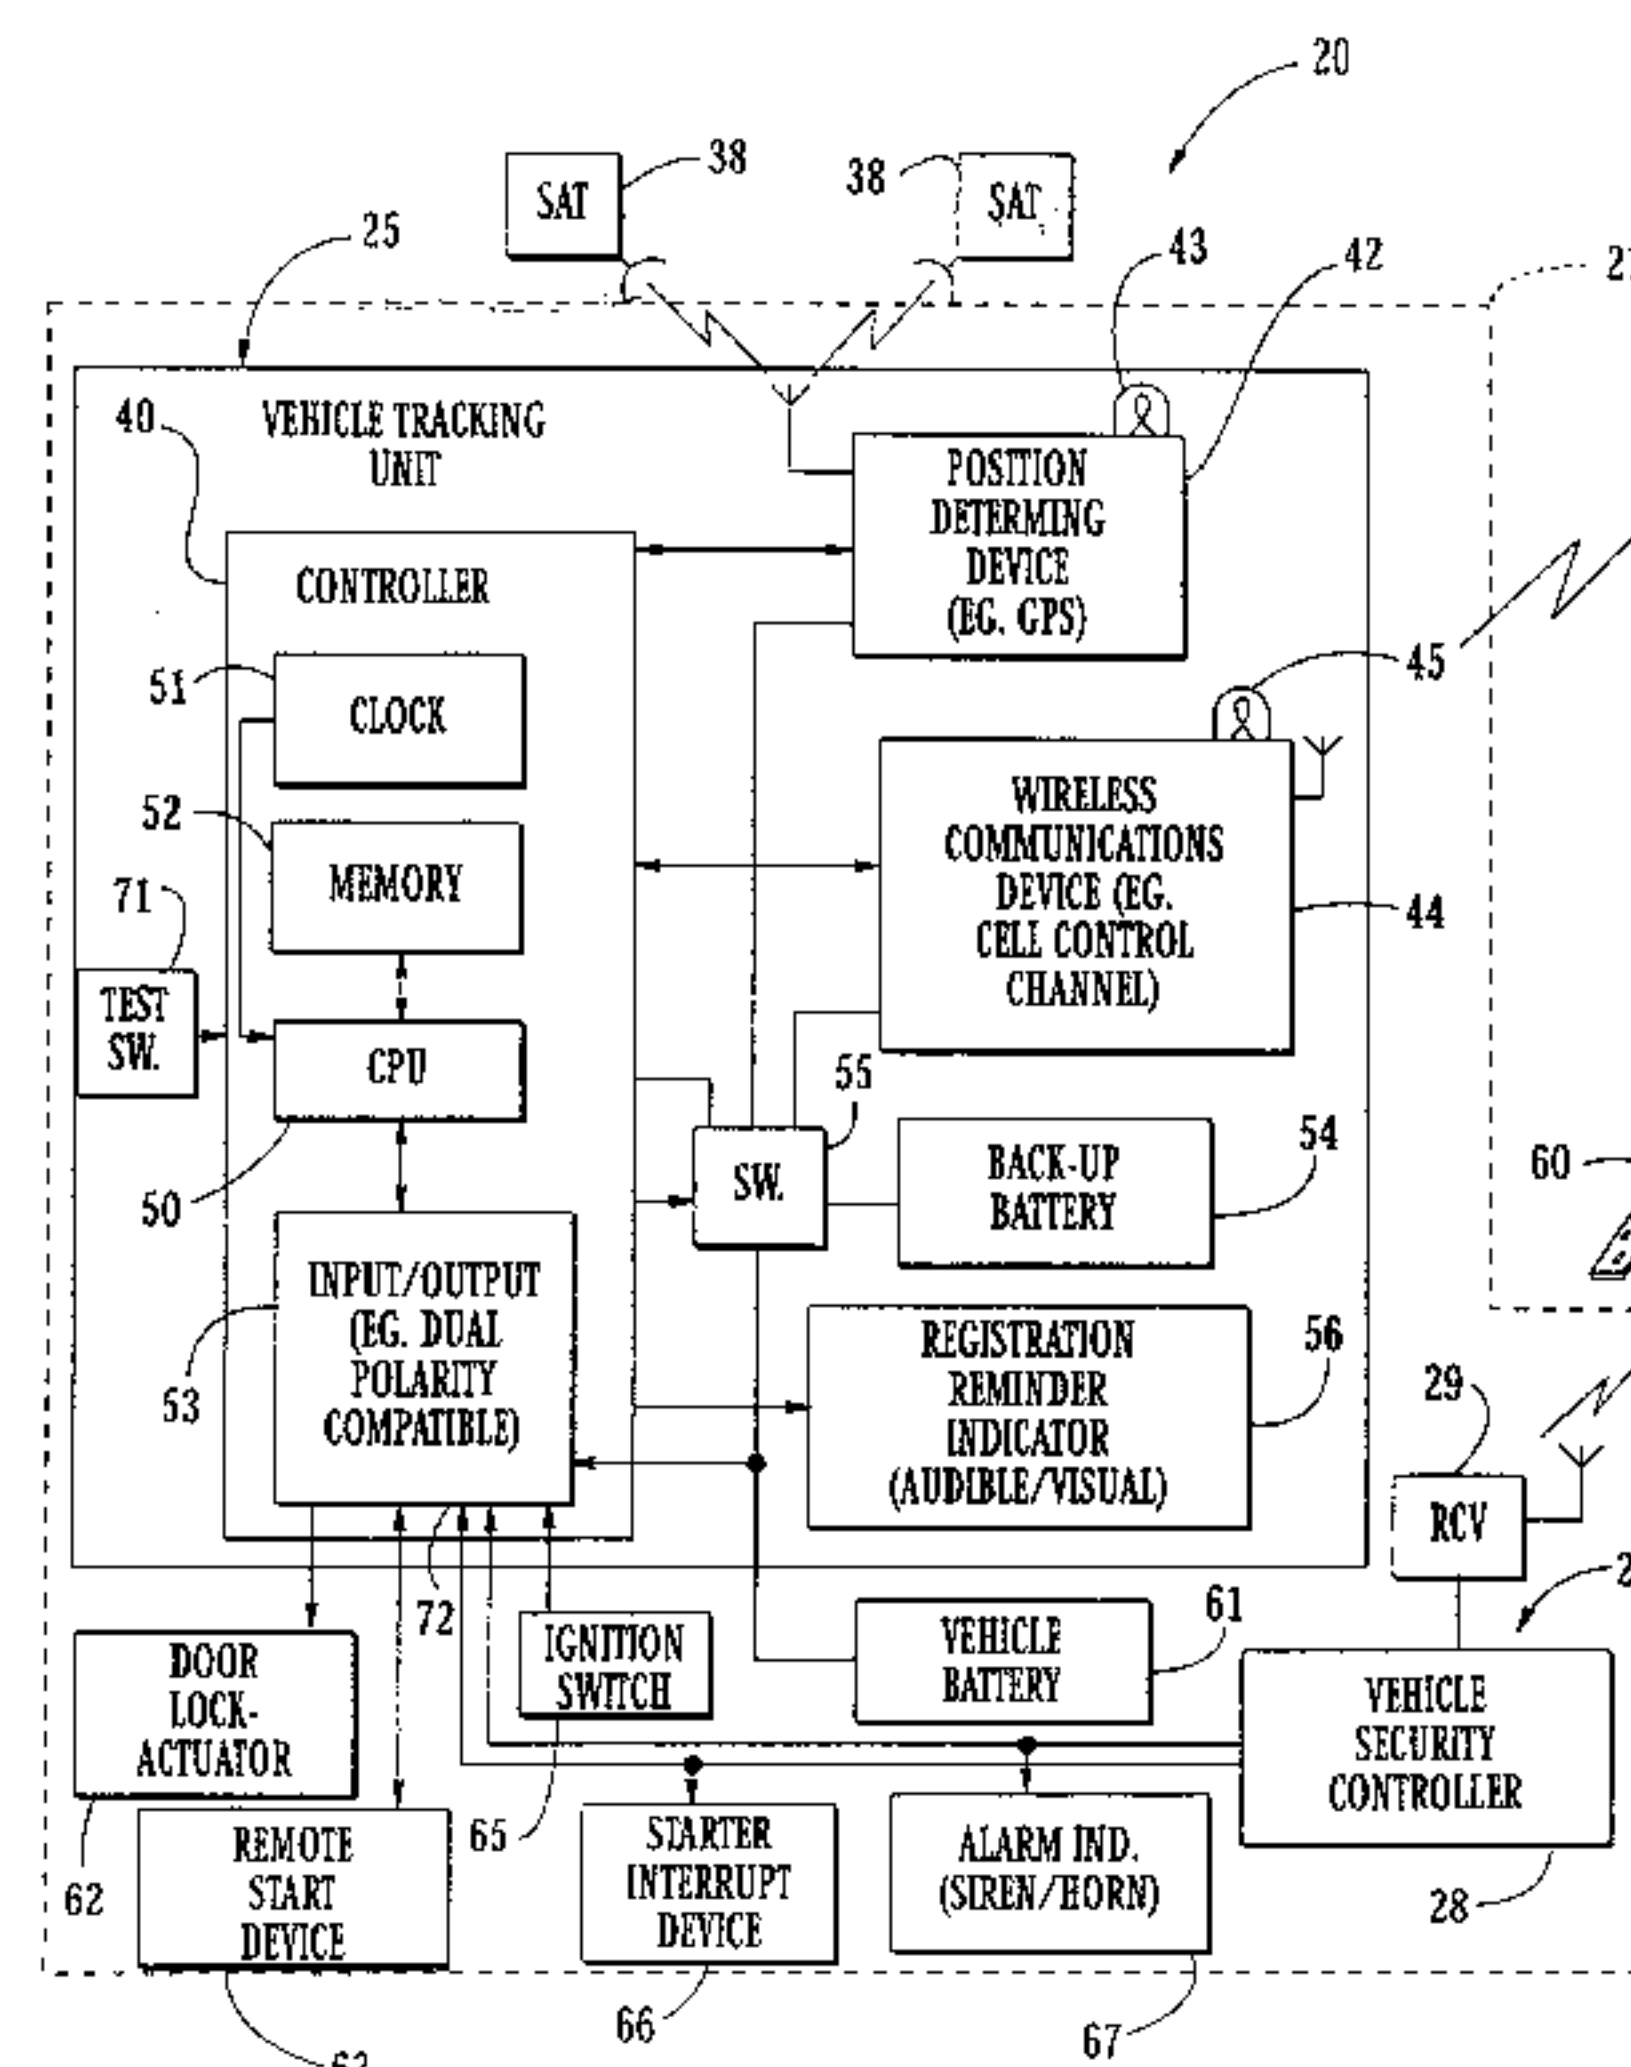 20
SAT
38
38
SAT
25
43
42
40
VEHICLE TRACKING
UNIT
POSITION
DETERMING
DEVICE
(EG. GPS)
CONTROLLER
45
51
CLOCK
52
MEMORY
WIRELESS
COMMUNICATIONS
DEVICE (EG.
CELL CONTROL
CHANNEL)
44
71
TEST
SW.
CPU
50
55
SW.
54
BACK-UP
BATTERY
60
INPUT/OUTPUT
(EG. DUAL
POLARITY
COMPATIBLE)
53
REGISTRATION
REMINDER
INDICATOR
(AUDIBLE/VISUAL)
56
29
RCV
72
DOOR
LOCK-
ACTUATOR
62
IGNITION
SWITCH
65
VEHICLE
BATTERY
61
VEHICLE
SECURITY
CONTROLLER
28
REMOTE
START
DEVICE
STARTER
INTERRUPT
DEVICE
66
ALARM IND.
(SIREN/HORN)
67